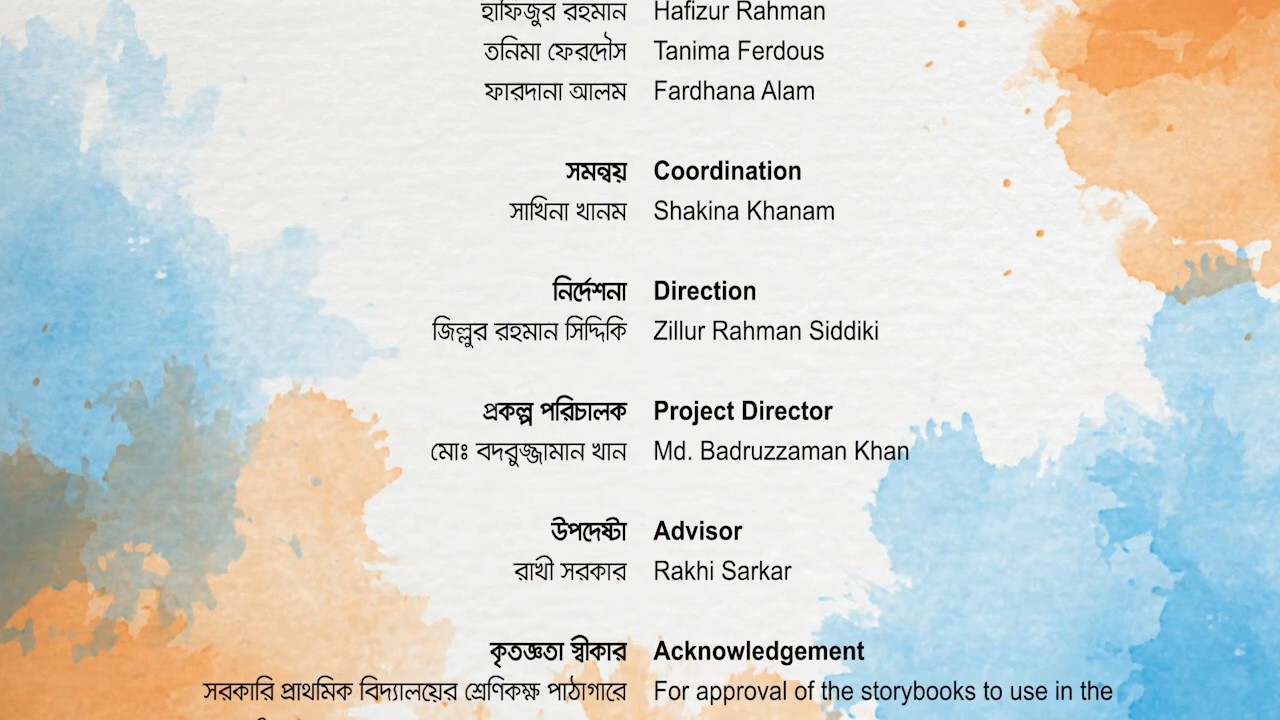 হাফিজুর রহমান Hafizur Rahman
তনিমা ফেরদৌস Tanima Ferdous
ফারদানা আলম Fardhana Alam
সমন্বয় Coordination
সাখিনা খানম Shakina Khanam
নির্দেশনা Direction
জিল্লুর রহমান সিদ্দিকি Zillur Rahman Siddiki
প্রকল্প পরিচালক Project Director
মোঃ বদরুজ্জামান খান Md. Badruzzaman Khan
উপদেষ্টা Advisor
রাখী সরকার Rakhi Sarkar
কৃতজ্ঞতা স্বীকার Acknowledgement
সরকারি প্রাথমিক বিদ্যালয়ের শ্রেণিকক্ষ পাঠাগারে For approval of the storybooks to use in the